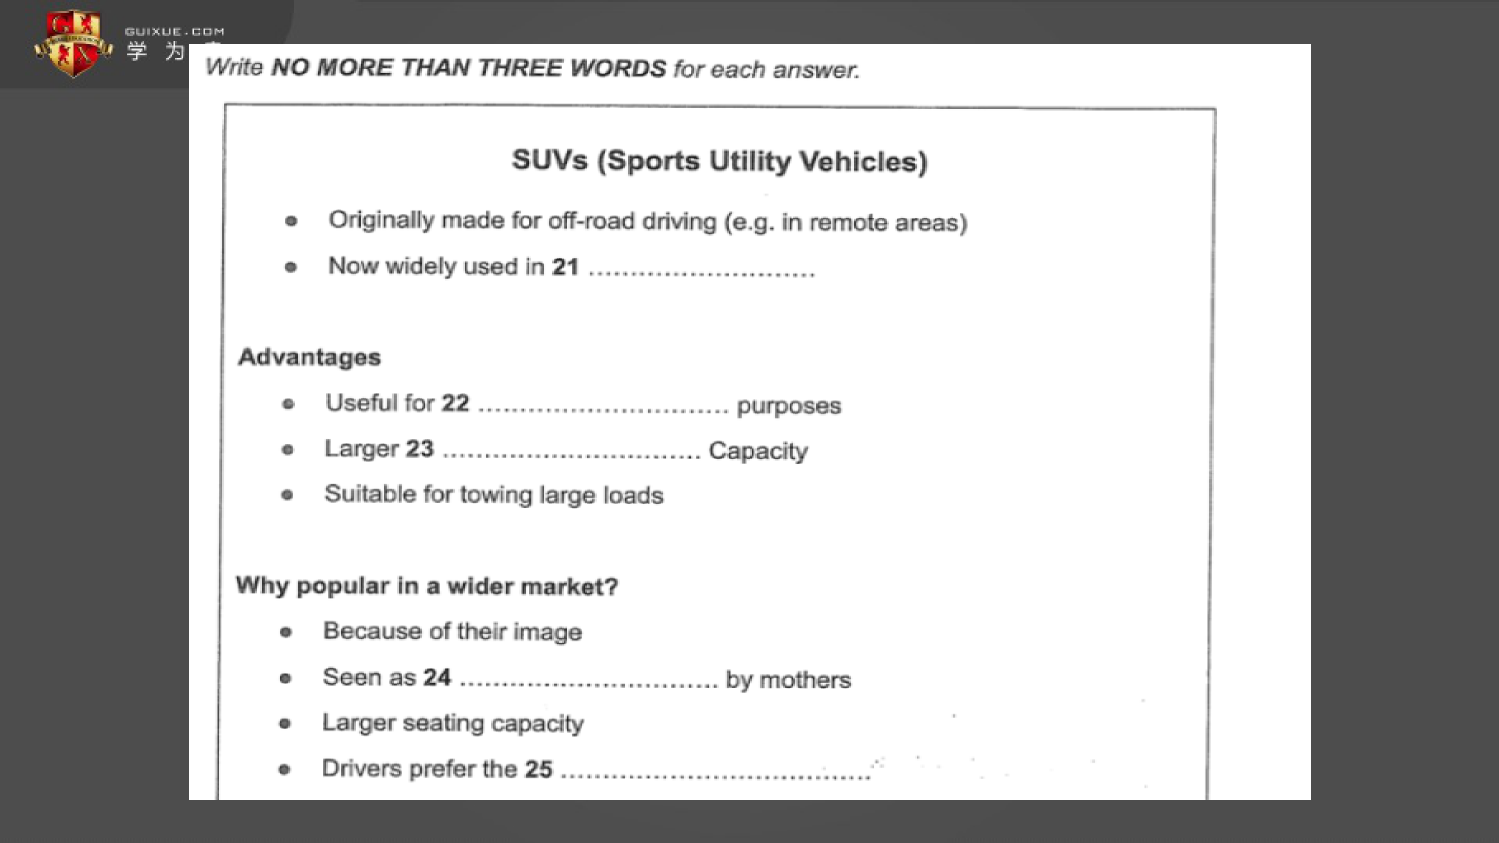 GUIXUE.COM
学为
Write NO MORE THAN THREE WORDS for each answer.
SUVs (Sports Utility Vehicles)
Originally made for off-road driving (e.g. in remote areas)
Now widely used in 21 ............................
Advantages
Useful for 22 .............................. purposes
Larger 23 ............................... Capacity
Suitable for towing large loads
Why popular in a wider market?
Because of their image
Seen as 24 ............................... by mothers
Larger seating capacity
Drivers prefer the 25 .....................................